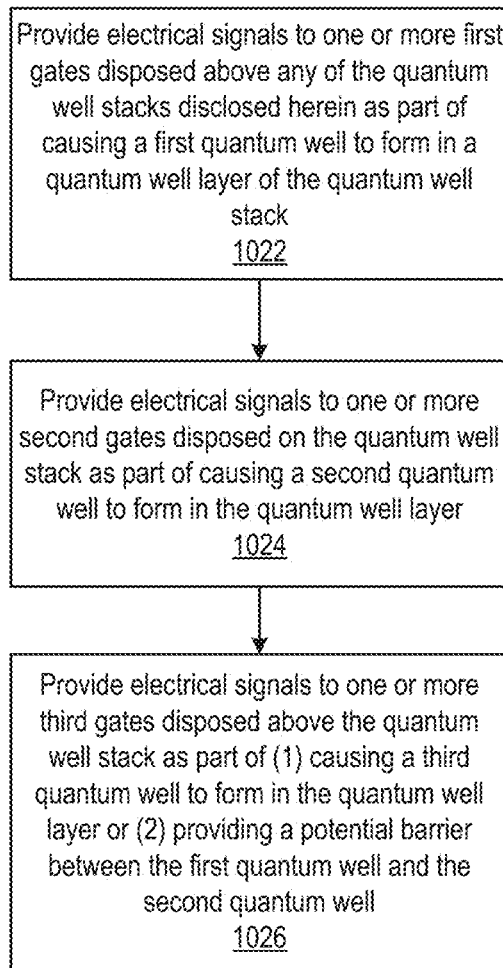 Provide electrical signals to one or more first
gates disposed above any of the quantum
well stacks disclosed herein as part of
causing a first quantum well to form in a
quantum well layer of the quantum well
stack
1022
Provide electrical signals to one or more
second gates disposed on the quantum well
stack as part of causing a second quantum
well to form in the quantum well layer
1024
Provide electrical signals to one or more
third gates disposed above the quantum
well stack as part of (1) causing a third
quantum well to form in the quantum well
layer or (2) providing a potential barrier
between the first quantum well and the
second quantum well
1026